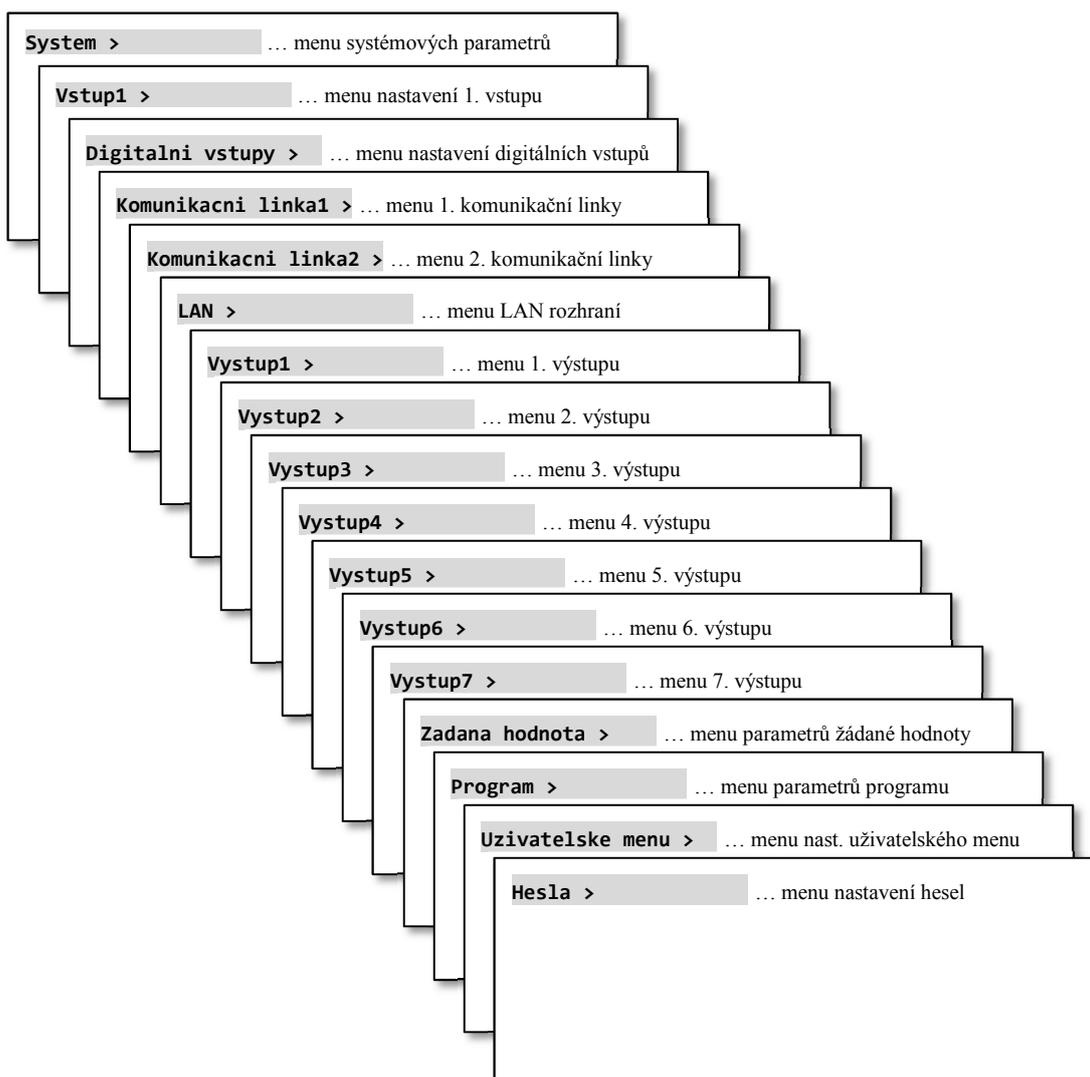 System > … menu systémových parametrů
Vstup1 > … menu nastavení 1. vstupu
Digitalni vstupy > … menu nastavení digitálních vstupů
Komunikacni linka1 > … menu 1. komunikační linky
Komunikacni linka2 > … menu 2. komunikační linky
LAN > … menu LAN rozhraní
Vystup1 > … menu 1. výstupu
Vystup2 > … menu 2. výstupu
Vystup3 > … menu 3. výstupu
Vystup4 > … menu 4. výstupu
Vystup5 > … menu 5. výstupu
Vystup6 > … menu 6. výstupu
Vystup7 > … menu 7. výstupu
Zadana hodnota > … menu parametrů žádané hodnoty
Program > … menu parametrů programu
Uzivatelske menu > … menu nast. uživatelského menu
Hesla > … menu nastavení hesel